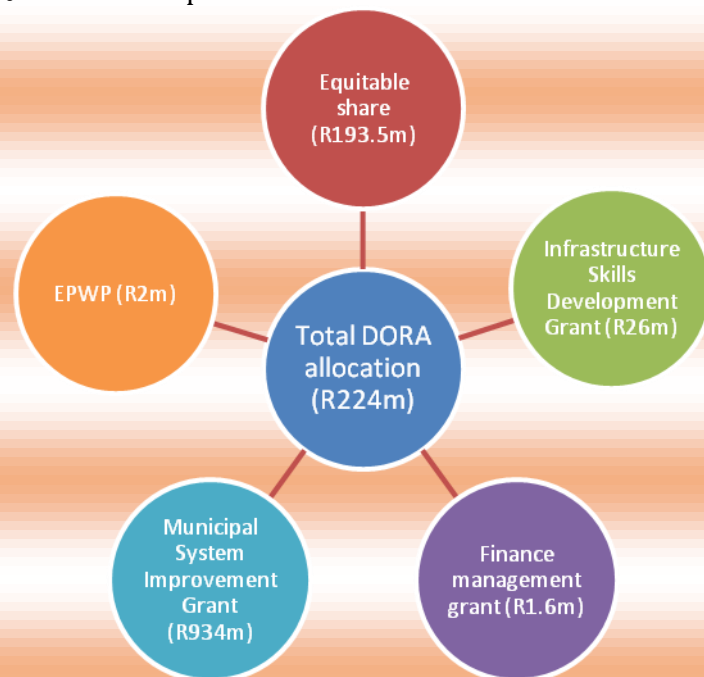 Equitable
share
(R193.5m)
Infrastructure
Skills
Development
Grant (R26m)
EPWP (R2m)
Total DORA
allocation
(R224m)
Municipal
System
Improvement
Grant
(R934m)
Finance
management
grant (R1.6m)